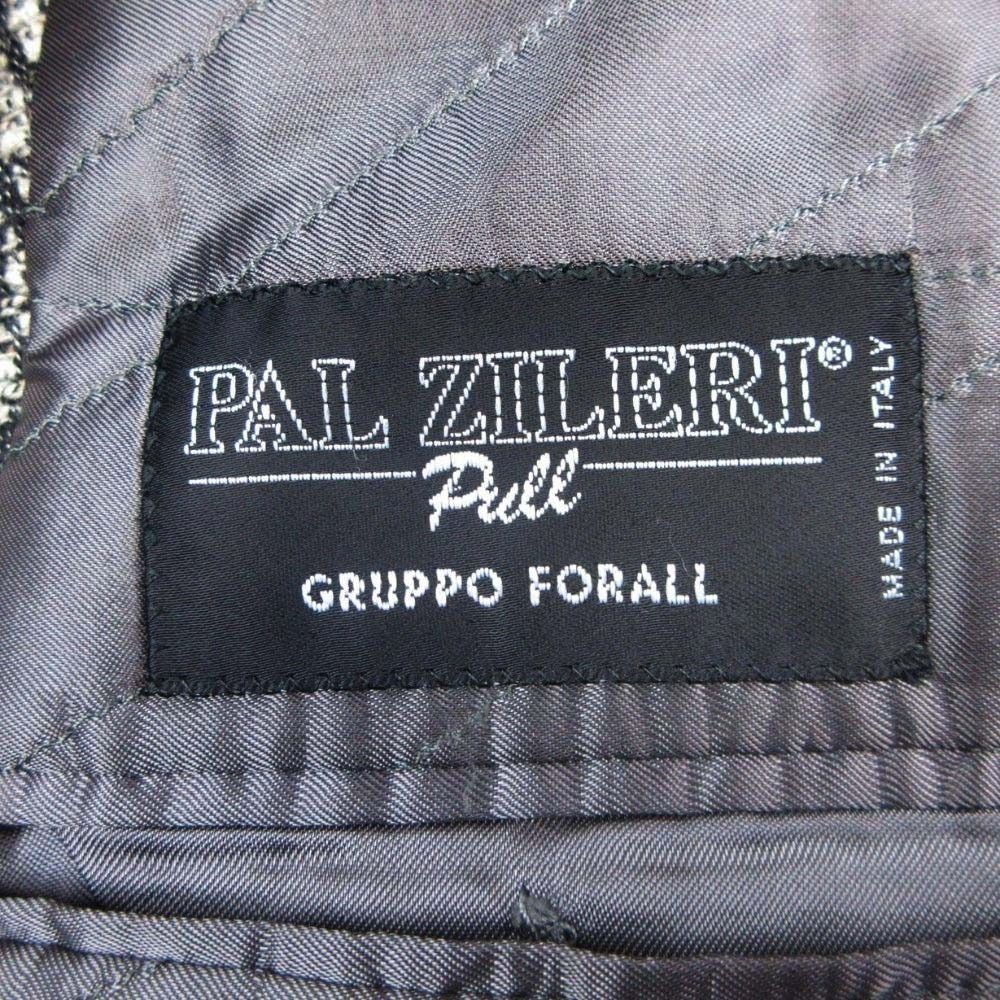 PAL ZILERI®
Pull
GRUPPO FORALL
MADE IN ITALY